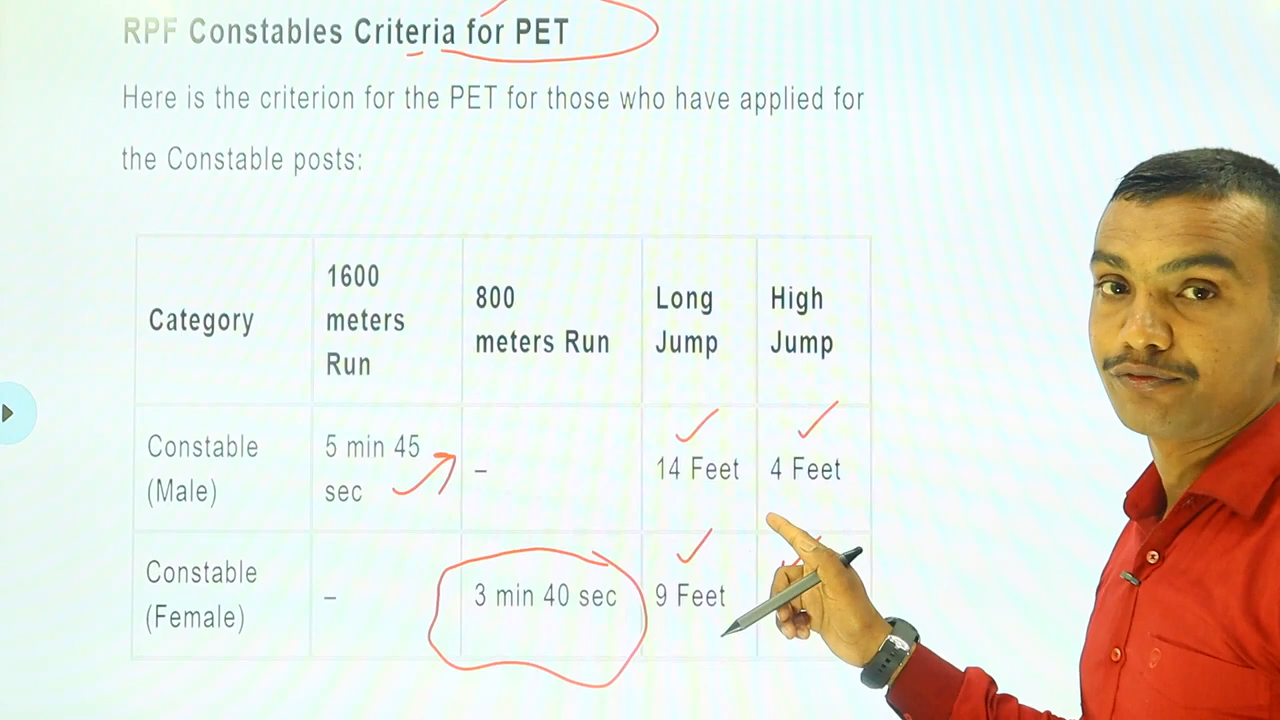 RPF Constables Criteria for PET
Here is the criterion for the PET for those who have applied for
the Constable posts:
Category
1600
meters
Run
800
meters Run
Long
Jump
High
Jump
Constable
(Male)
5 min 45
sec
–
14 Feet
4 Feet
Constable
(Female)
–
3 min 40 sec
9 Feet